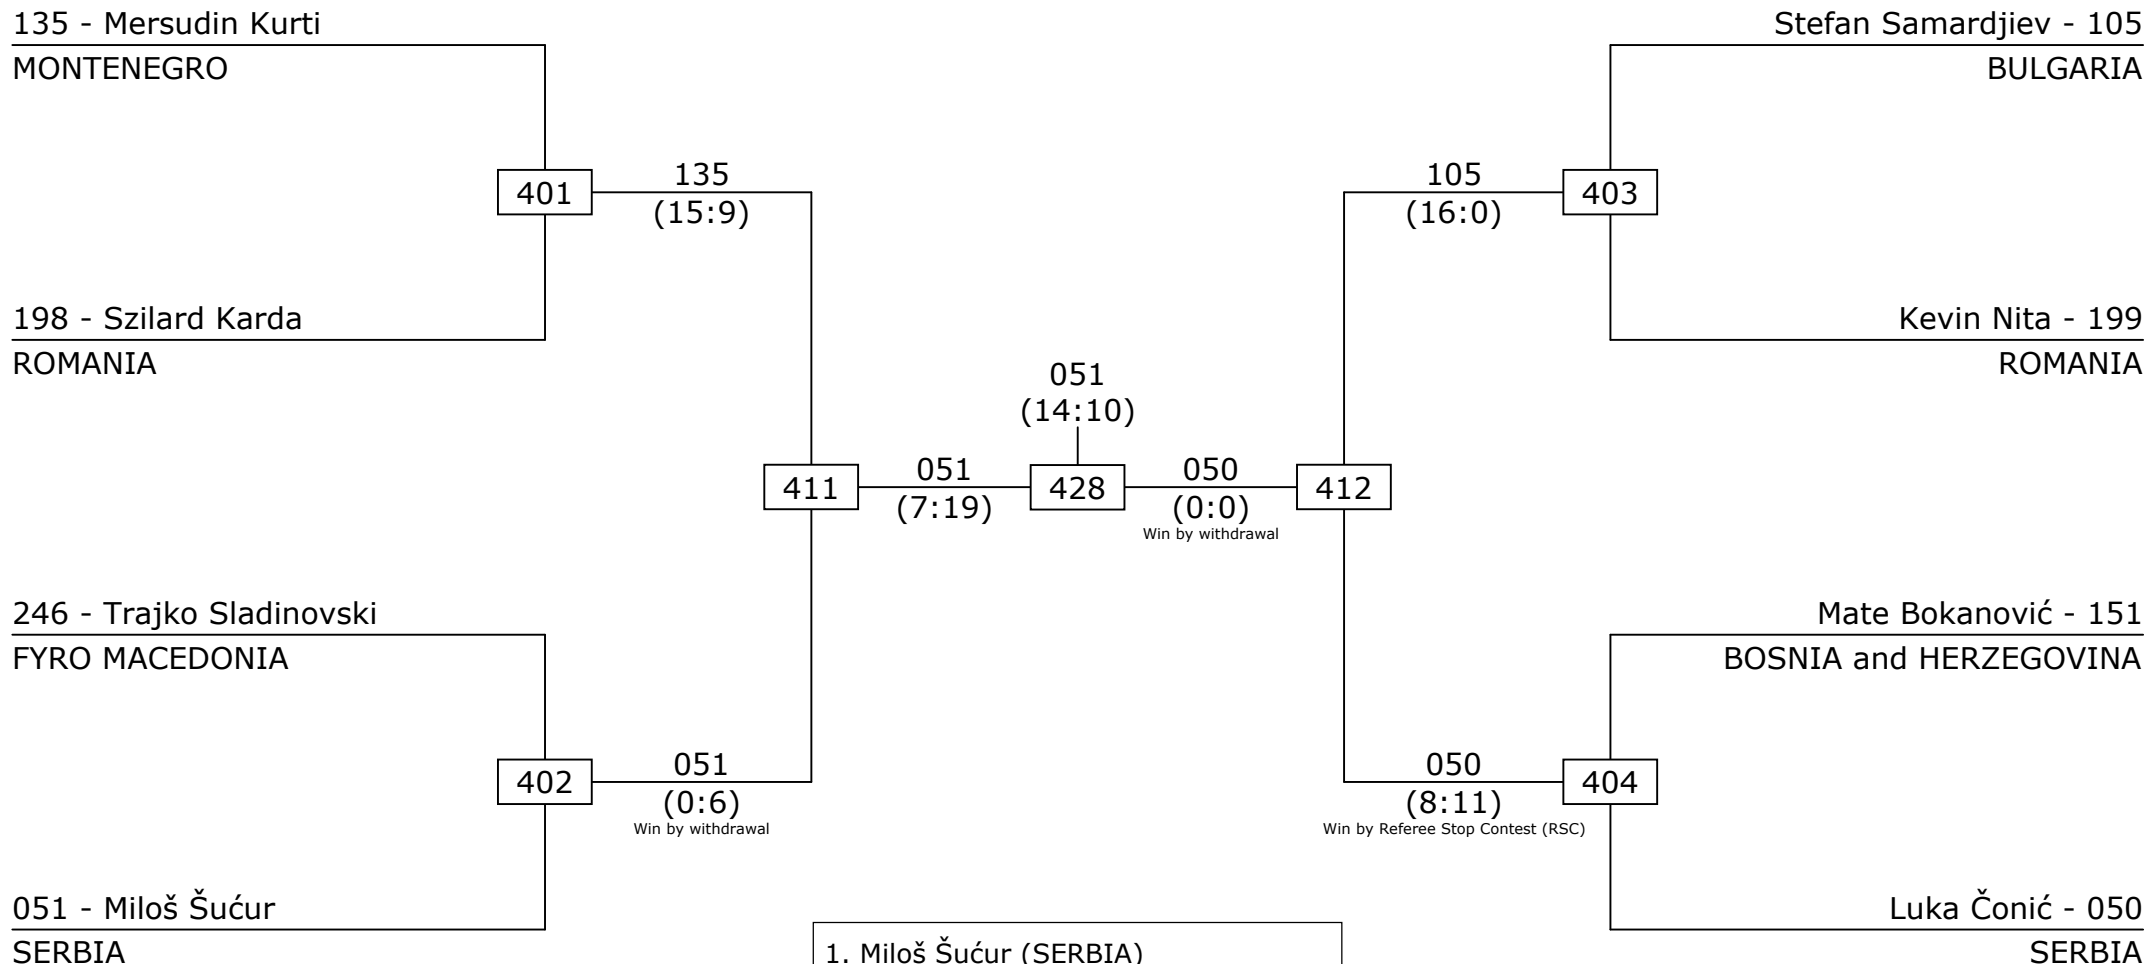 135 - Mersudin Kurti
MONTENEGRO
Stefan Samardjiev - 105
BULGARIA
401
135
(15:9)
105
(16:0)
403
198 - Szilard Karda
ROMANIA
Kevin Nita - 199
ROMANIA
051
(14:10)
411
051
(7:19)
428
050
(0:0)
Win by withdrawal
412
246 - Trajko Sladinovski
FYRO MACEDONIA
Mate Bokanović - 151
BOSNIA and HERZEGOVINA
402
051
(0:6)
Win by withdrawal
050
(8:11)
Win by Referee Stop Contest (RSC)
404
051 - Miloš Šućur
SERBIA
Luka Čonić - 050
SERBIA
1. Miloš Šućur (SERBIA)